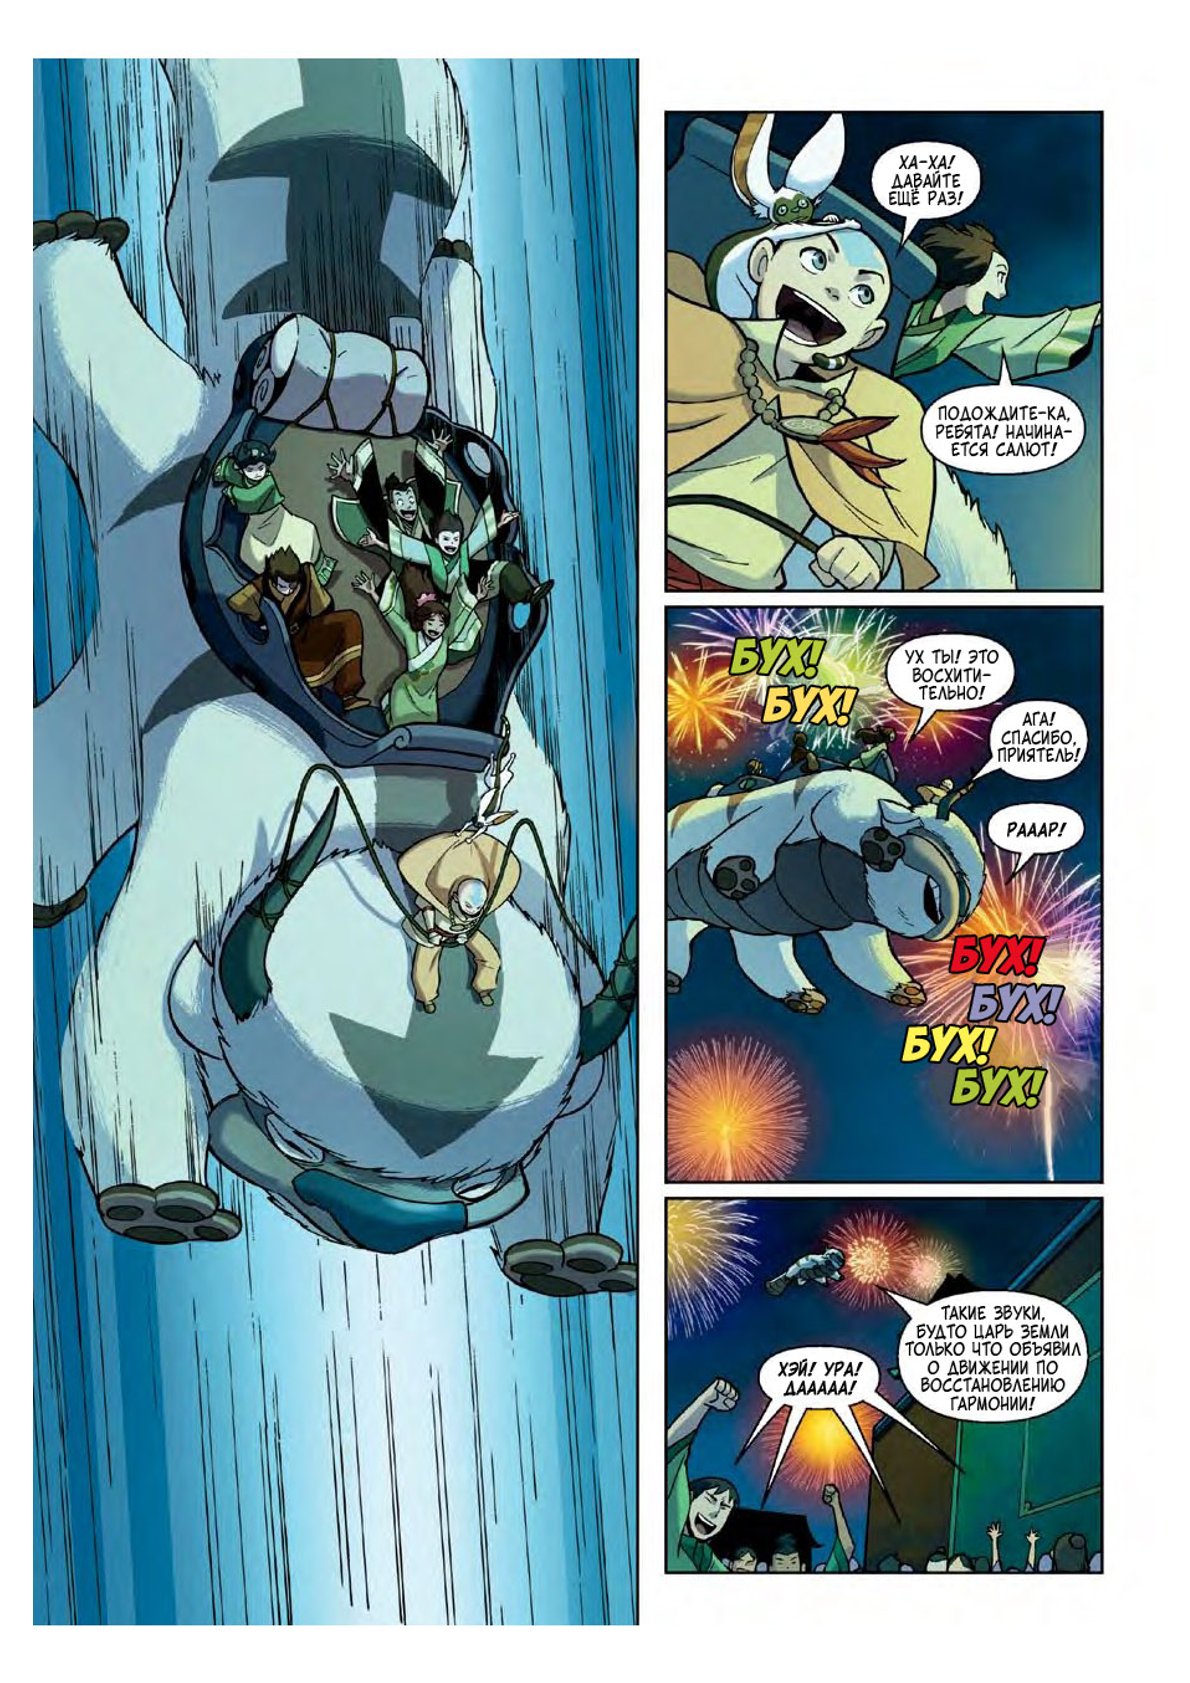 ХА-ХА!
ДАВАЙТЕ
ЕЩЁ РАЗ!
ПОДОЖДИТЕ-КА,
РЕБЯТА! НАЧИНА-
ЕТСЯ САЛЮТ!
БУХ!
БУХ!
УХ ТЫ! ЭТО
ВОСХИТИ-
ТЕЛЬНО!
АГА!
СПАСИБО,
ПРИЯТЕЛЬ!
РАААР!
БУХ!
БУХ!
БУХ!
БУХ!
ТАКИЕ ЗВУКИ,
БУДТО ЦАРЬ ЗЕМЛИ
ТОЛЬКО ЧТО ОБЪЯВИЛ
О ДВИЖЕНИИ ПО
ВОССТАНОВЛЕНИЮ
ГАРМОНИИ!
ХЭЙ! УРА!
ДАААAА!